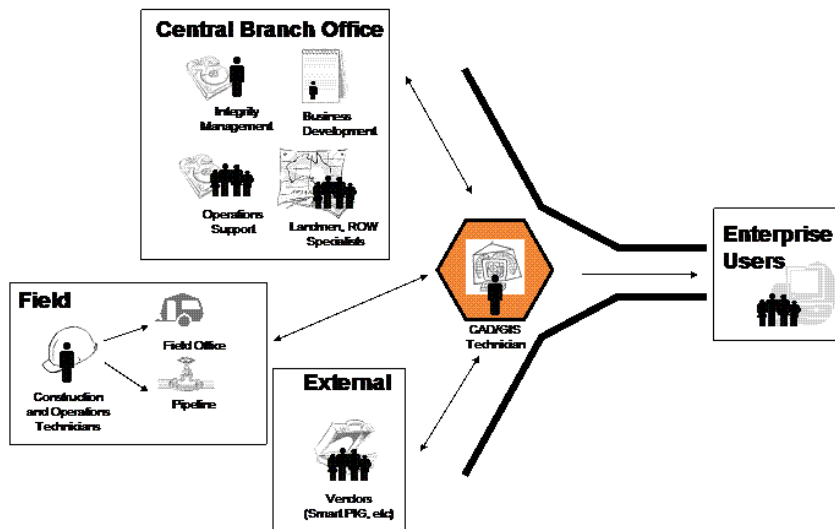 Central Branch Office
Integrity
Management
Business
Development
Operations
Support
Landmen, ROW
Specialists
Field
Field Office
Pipeline
Construction
and Operations
Technicians
External
Vendors
(Smart PIG, etc)
CAD/GIS
Technician
Enterprise
Users